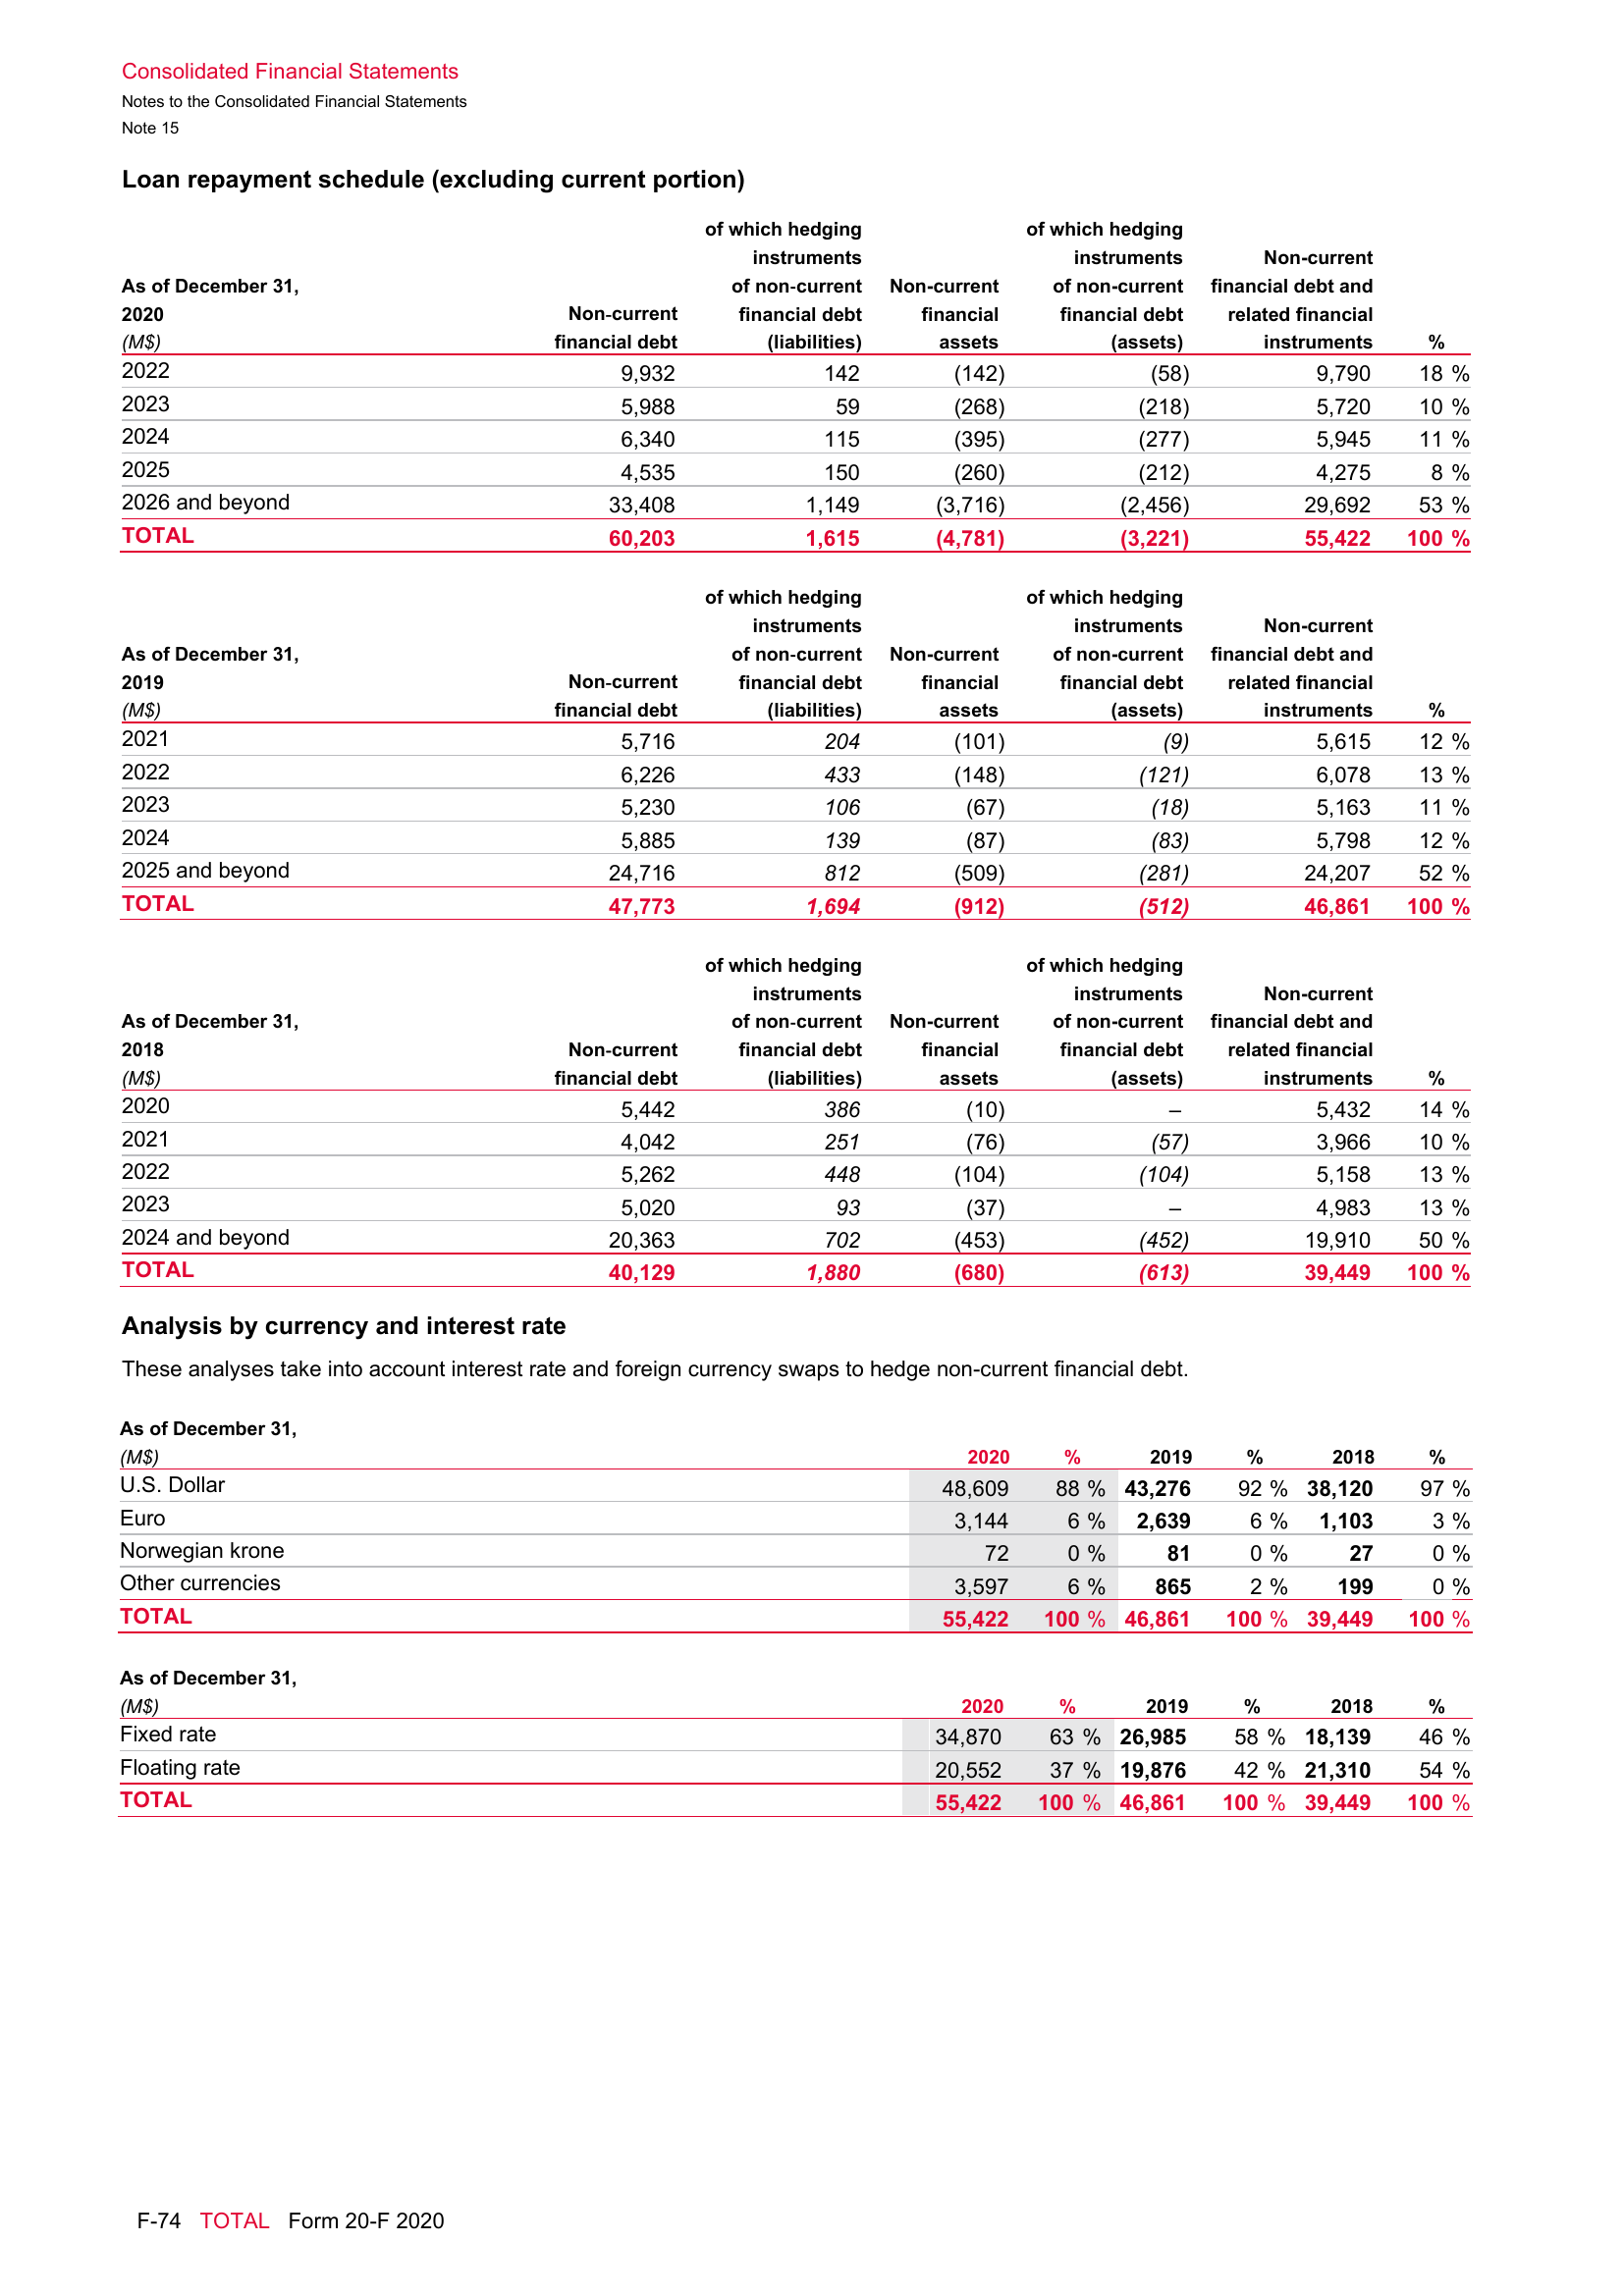 Consolidated Financial Statements
Notes to the Consolidated Financial Statements
Note 15
Loan repayment schedule (excluding current portion)
As of December 31, 2020 (M$) Non-current financial debt of which hedging instruments of non-current financial debt (liabilities) Non-current financial assets of which hedging instruments of non-current financial debt (assets) Non-current financial debt and related financial instruments %
2022 9,932 142 (142) (58) 9,790 18 %
2023 5,988 59 (268) (218) 5,720 10 %
2024 6,340 115 (395) (277) 5,945 11 %
2025 4,535 150 (260) (212) 4,275 8 %
2026 and beyond 33,408 1,149 (3,716) (2,456) 29,692 53 %
TOTAL 60,203 1,615 (4,781) (3,221) 55,422 100 %
As of December 31, 2019 (M$) Non-current financial debt of which hedging instruments of non-current financial debt (liabilities) Non-current financial assets of which hedging instruments of non-current financial debt (assets) Non-current financial debt and related financial instruments %
2021 5,716 204 (101) (9) 5,615 12 %
2022 6,226 433 (148) (121) 6,078 13 %
2023 5,230 106 (67) (18) 5,163 11 %
2024 5,885 139 (87) (83) 5,798 12 %
2025 and beyond 24,716 812 (509) (281) 24,207 52 %
TOTAL 47,773 1,694 (912) (512) 46,861 100 %
As of December 31, 2018 (M$) Non-current financial debt of which hedging instruments of non-current financial debt (liabilities) Non-current financial assets of which hedging instruments of non-current financial debt (assets) Non-current financial debt and related financial instruments %
2020 5,442 386 (10) – 5,432 14 %
2021 4,042 251 (76) (57) 3,966 10 %
2022 5,262 448 (104) (104) 5,158 13 %
2023 5,020 93 (37) – 4,983 13 %
2024 and beyond 20,363 702 (453) (452) 19,910 50 %
TOTAL 40,129 1,880 (680) (613) 39,449 100 %
Analysis by currency and interest rate
These analyses take into account interest rate and foreign currency swaps to hedge non-current financial debt.
As of December 31,
(M$) 2020 % 2019 % 2018 %
U.S. Dollar 48,609 88 % 43,276 92 % 38,120 97 %
Euro 3,144 6 % 2,639 6 % 1,103 3 %
Norwegian krone 72 0 % 81 0 % 27 0 %
Other currencies 3,597 6 % 865 2 % 199 0 %
TOTAL 55,422 100 % 46,861 100 % 39,449 100 %
As of December 31,
(M$) 2020 % 2019 % 2018 %
Fixed rate 34,870 63 % 26,985 58 % 18,139 46 %
Floating rate 20,552 37 % 19,876 42 % 21,310 54 %
TOTAL 55,422 100 % 46,861 100 % 39,449 100 %
F-74 TOTAL Form 20-F 2020